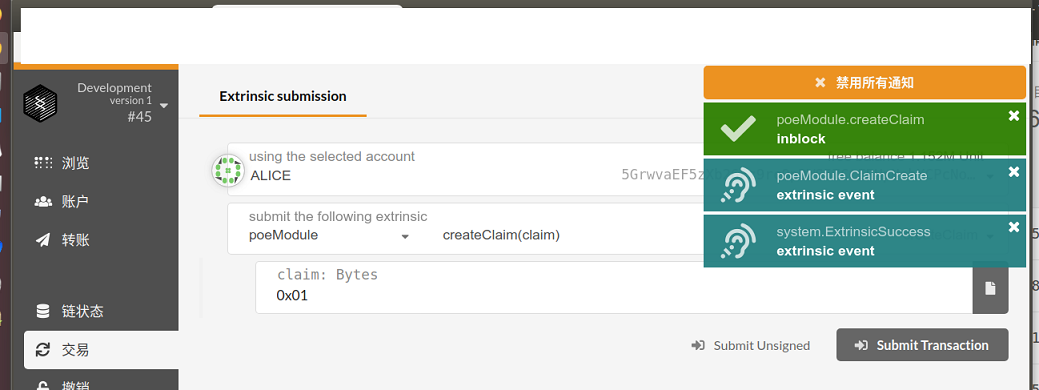 Development
version 1
#45
浏览
账户
转账
链状态
交易
撤销
Extrinsic submission
using the selected account
ALICE
5GrwvaEF5z
submit the following extrinsic
poeModule
createClaim(claim)
claim: Bytes
0x01
Submit Unsigned
Submit Transaction
禁用所有通知
poeModule.createClaim
inblock
poeModule.ClaimCreate
extrinsic event
system.ExtrinsicSuccess
extrinsic event